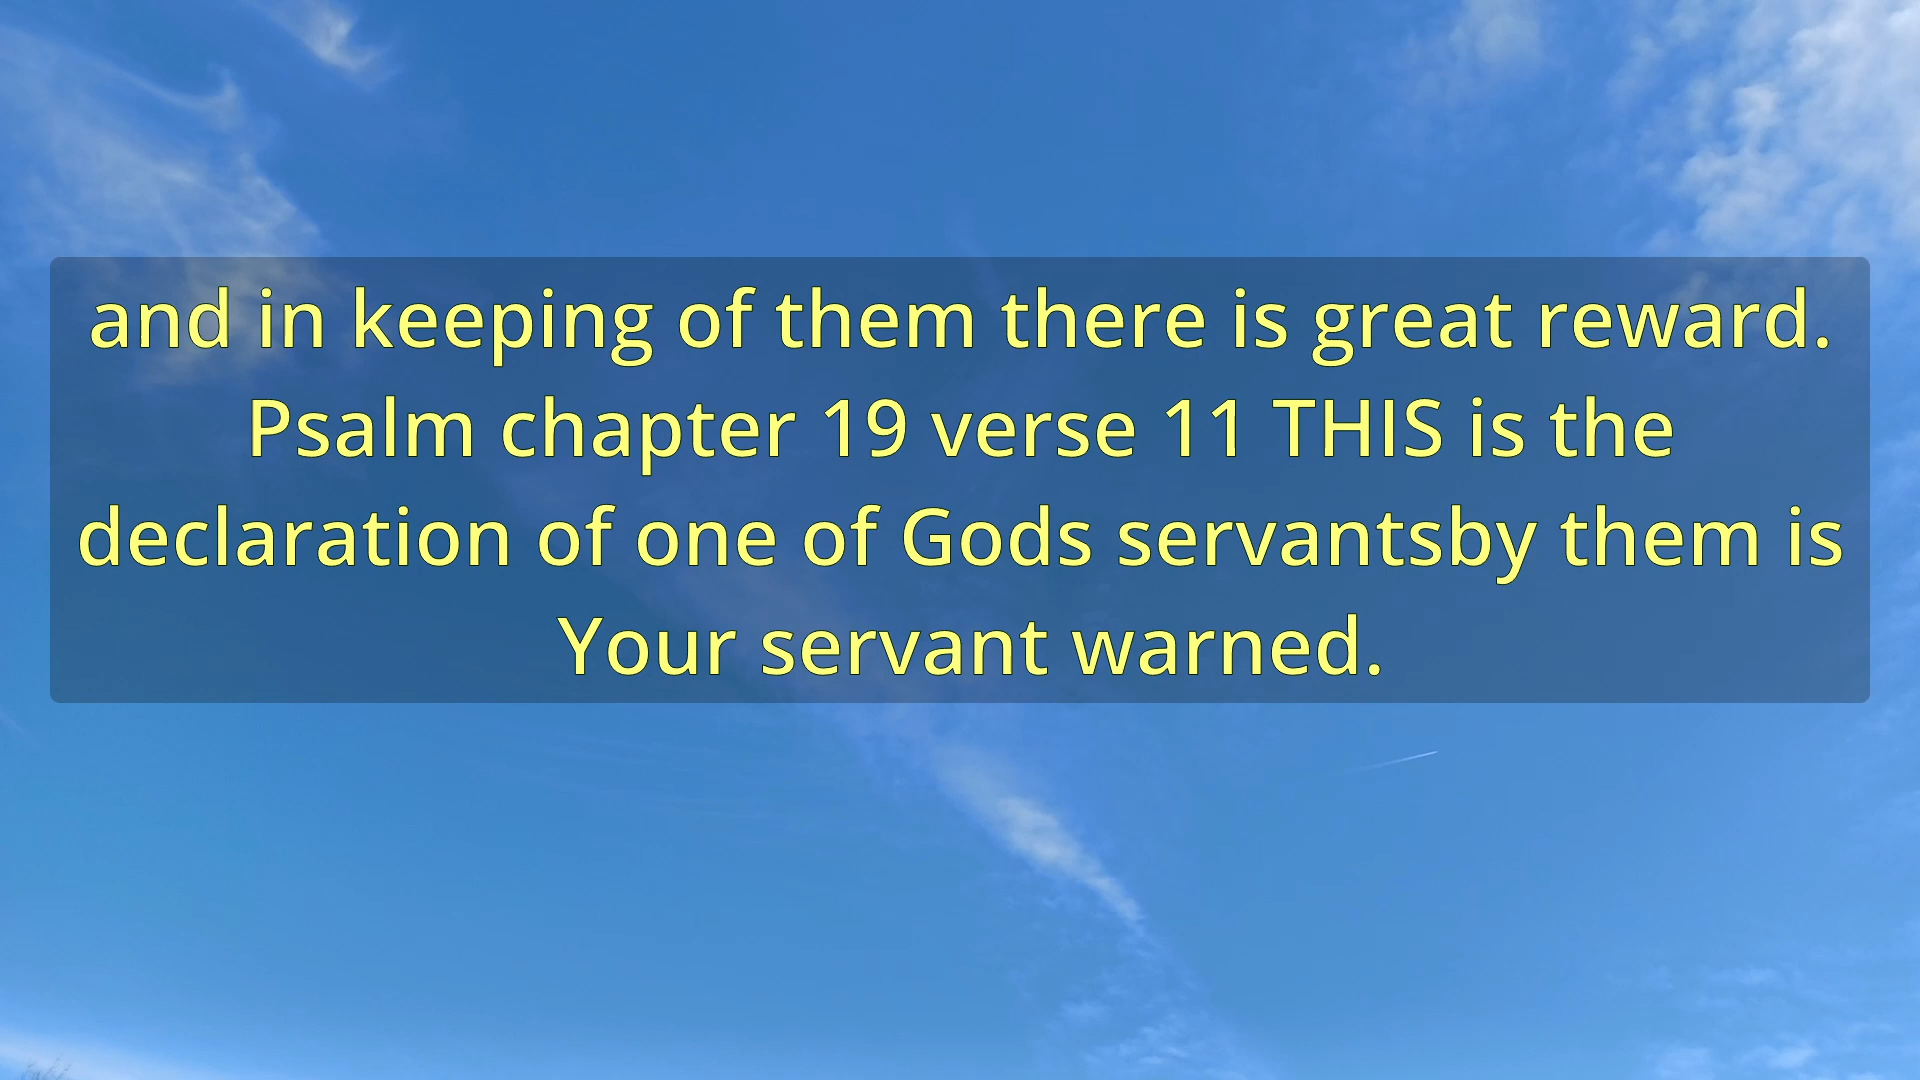 and in keeping of them there is great reward.
Psalm chapter 19 verse 11 THIS is the
declaration of one of Gods servantsby them is
Your servant warned.